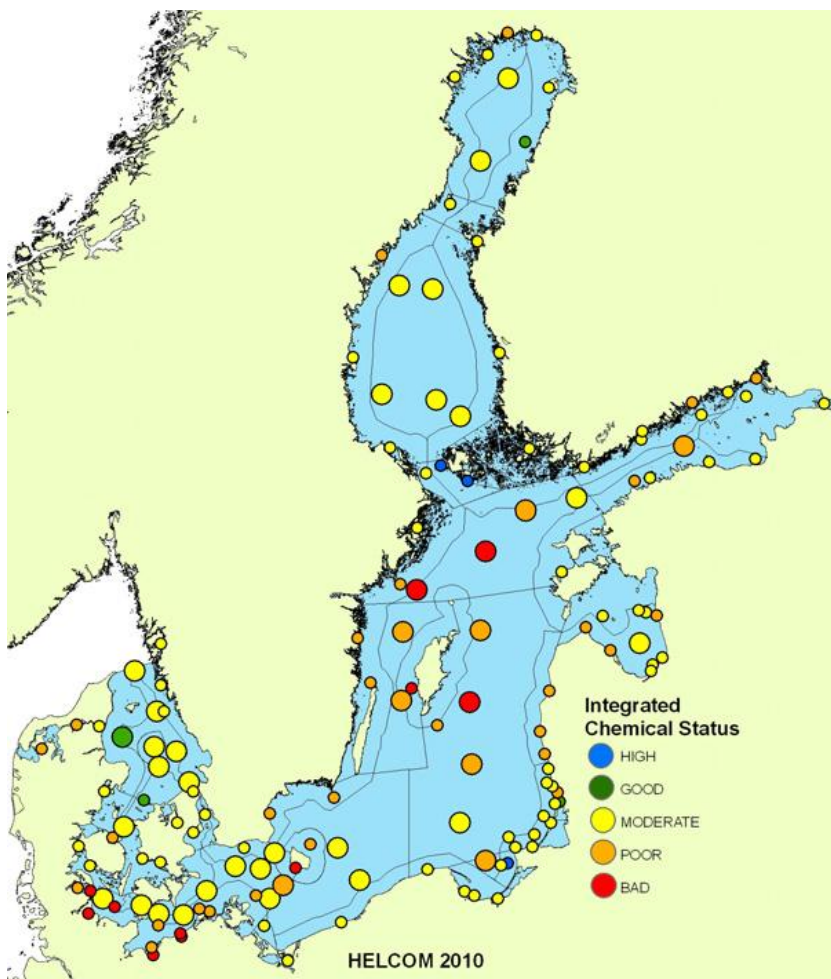 Integrated
Chemical Status
HIGH
GOOD
MODERATE
POOR
BAD
HELCOM 2010